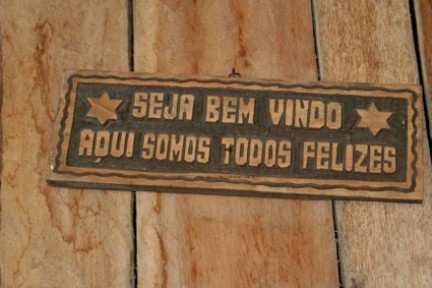 SEJA BEM VINDO
AQUI SOMOS TODOS FELIZES